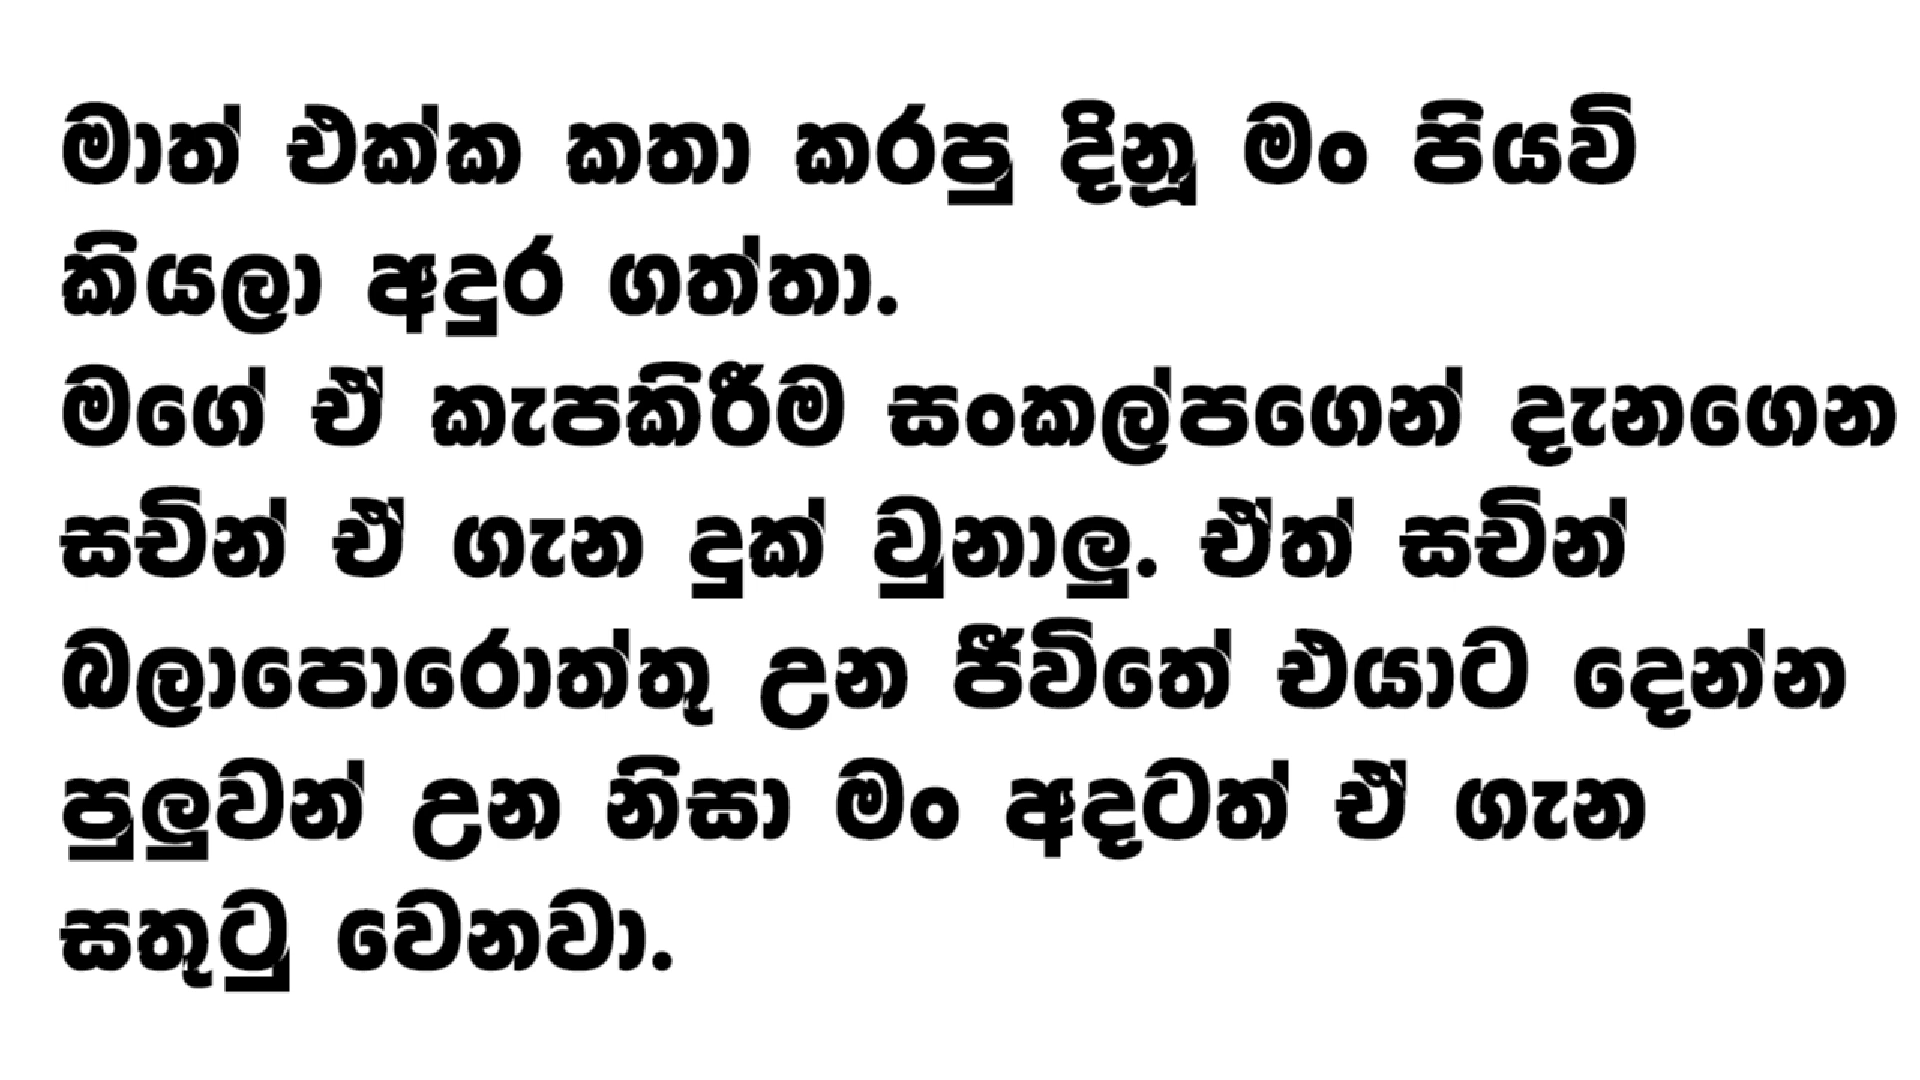 මාත් එක්ක කතා කරපු දිනූ මං පියවි
කියලා අදුර ගත්තා.
මගේ ඒ කැපකිරීම සංකල්පගෙන් දැනගෙන
සචින් ඒ ගැන දුක් වුනාලු. ඒත් සචින්
බලාපොරොත්තු උන ජීවිතේ එයාට දෙන්න
පුලුවන් උන නිසා මං අදටත් ඒ ගැන
සතුටු වෙනවා.